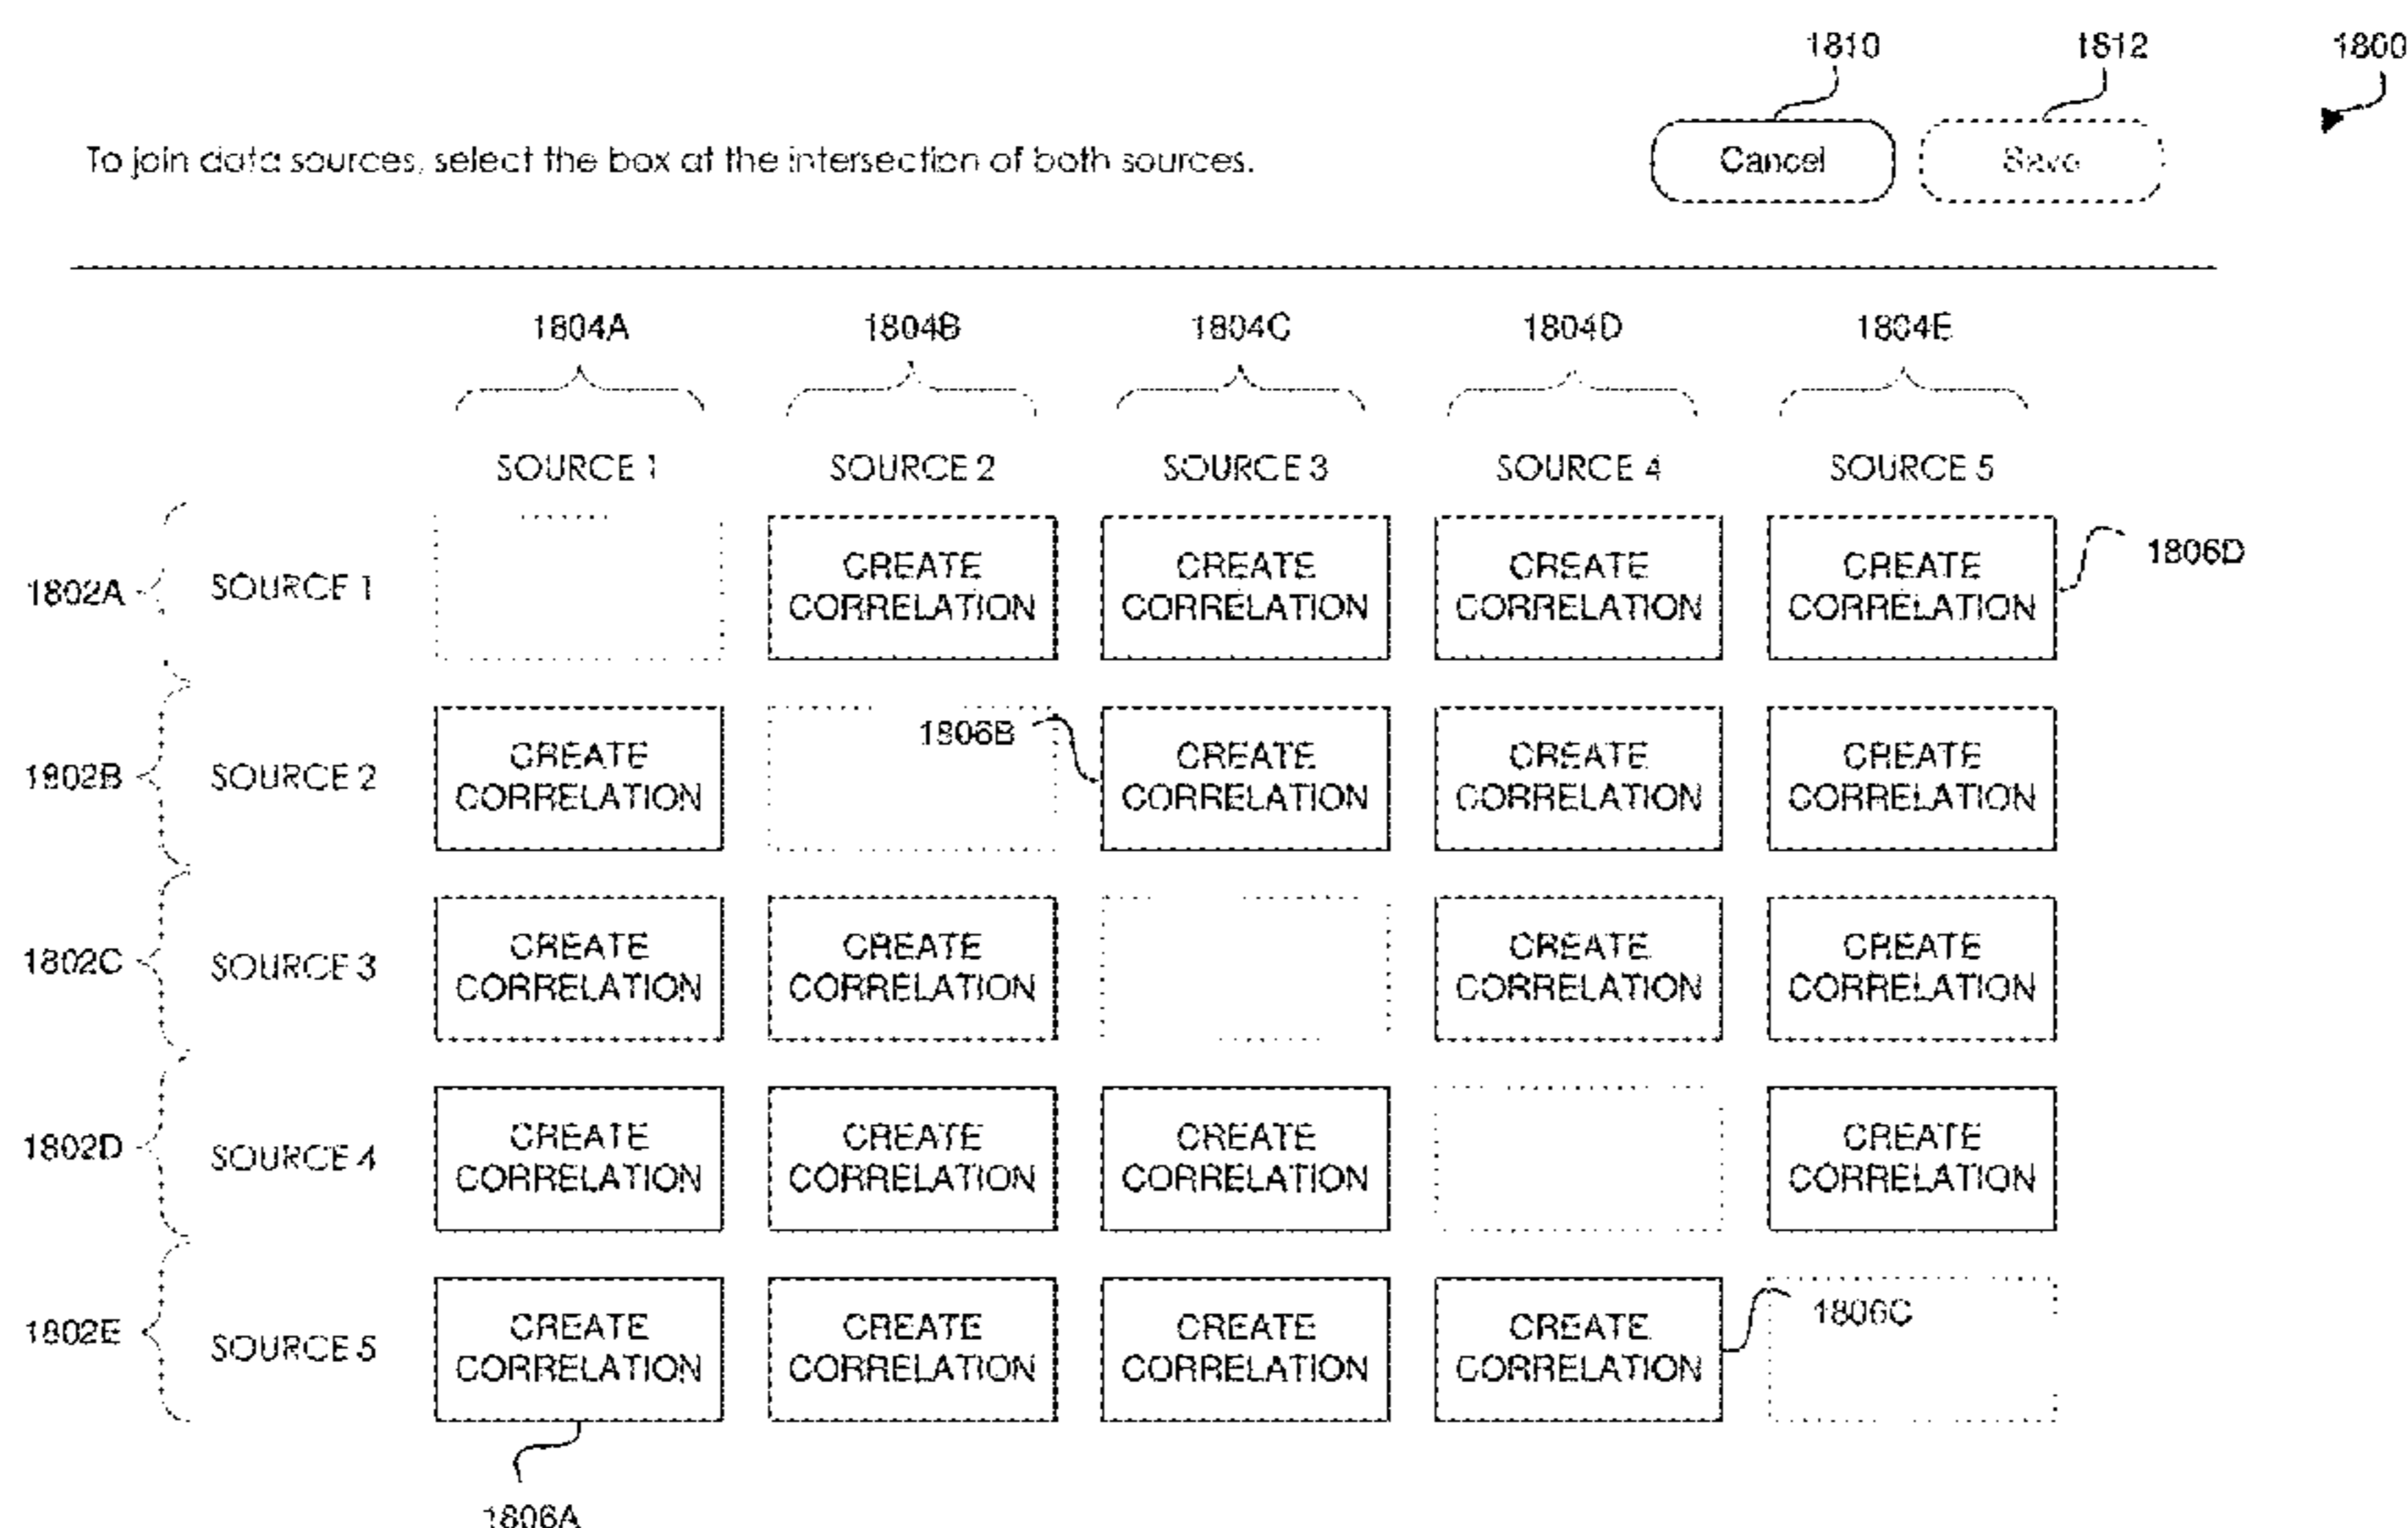 1810 1812 1800
To join data sources, select the box at the intersection of both sources.
Cancel
Save
1804A 1804B 1804C 1804D 1804E
SOURCE 1 SOURCE 2 SOURCE 3 SOURCE 4 SOURCE 5
1802A SOURCE 1
CREATE CORRELATION
CREATE CORRELATION
CREATE CORRELATION
CREATE CORRELATION
1806D
1802B SOURCE 2
CREATE CORRELATION
1806B
CREATE CORRELATION
CREATE CORRELATION
CREATE CORRELATION
1802C SOURCE 3
CREATE CORRELATION
CREATE CORRELATION
CREATE CORRELATION
CREATE CORRELATION
1802D SOURCE 4
CREATE CORRELATION
CREATE CORRELATION
CREATE CORRELATION
CREATE CORRELATION
1802E SOURCE 5
CREATE CORRELATION
CREATE CORRELATION
CREATE CORRELATION
CREATE CORRELATION
1806C
1806A